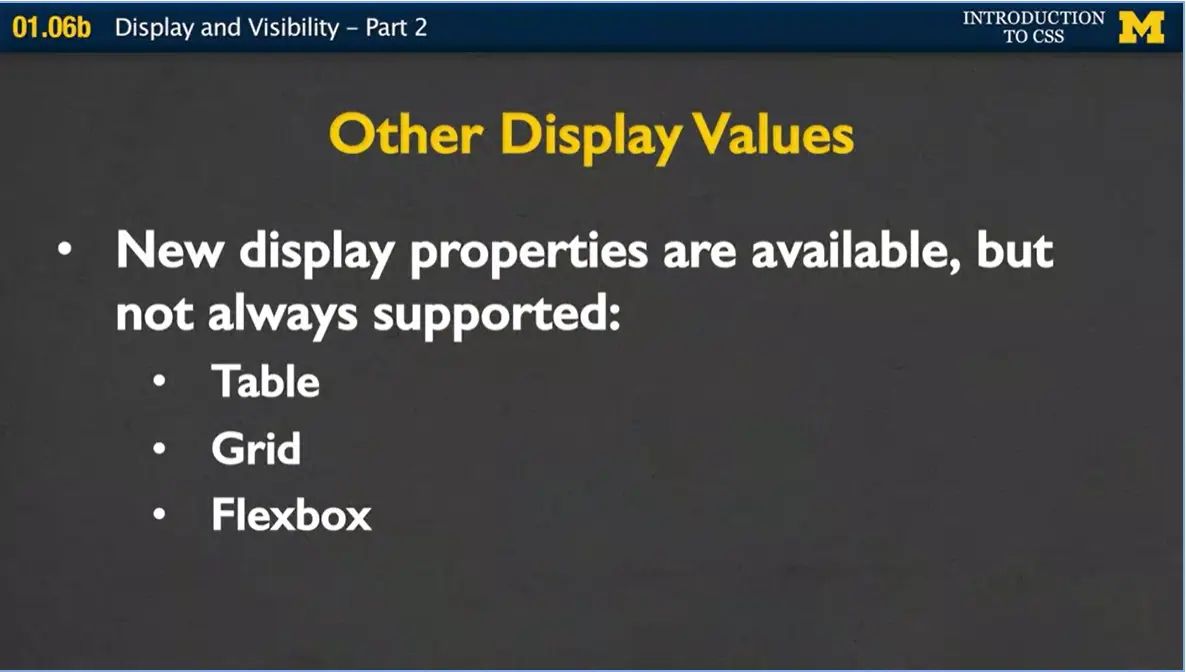 01.06b Display and Visibility – Part 2
INTRODUCTION
TO CSS
M
Other Display Values
• New display properties are available, but
not always supported:
• Table
• Grid
• Flexbox